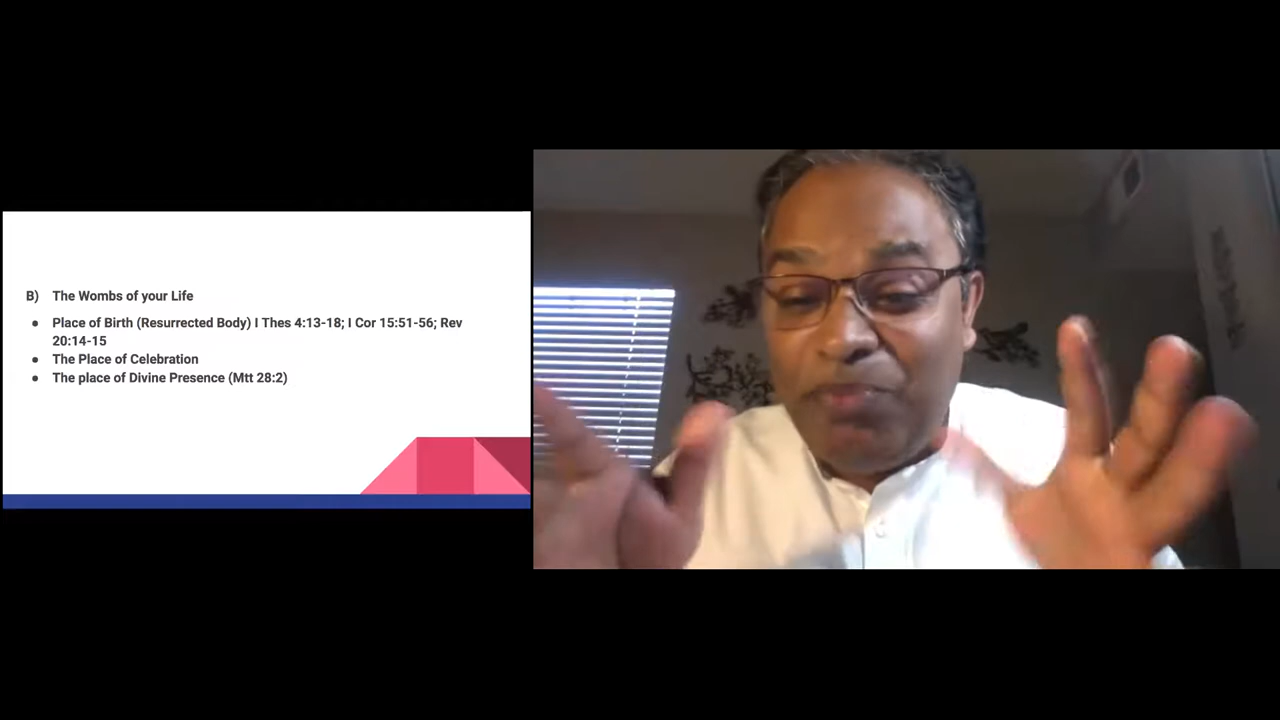 B) The Wombs of your Life
● Place of Birth (Resurrected Body) I Thes 4:13-18; I Cor 15:51-56; Rev
20:14-15
● The Place of Celebration
● The place of Divine Presence (Mtt 28:2)